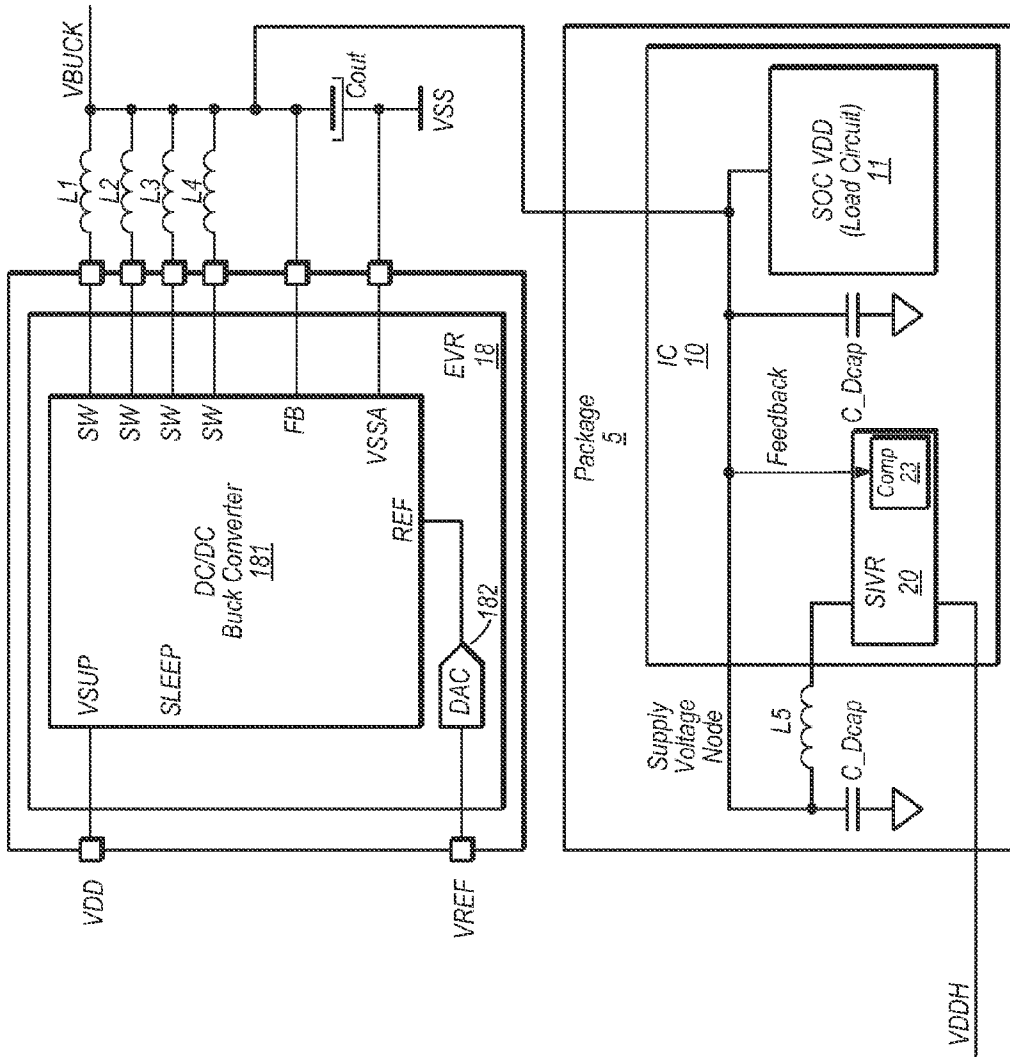 VBUCK
L1
L2
L3
L4
Cout
VSS
SW
SW
SW
SW
FB
VSSA
EVR
18
DC/DC
Buck Converter
181
REF
VSUP
SLEEP
DAC
182
VDD
VREF
Package
5
IC
10
SOC VDD
(Load Circuit)
11
C_Dcap
Feedback
Comp
23
SIVR
20
Supply
Voltage
Node
L5
C_Dcap
VDDH